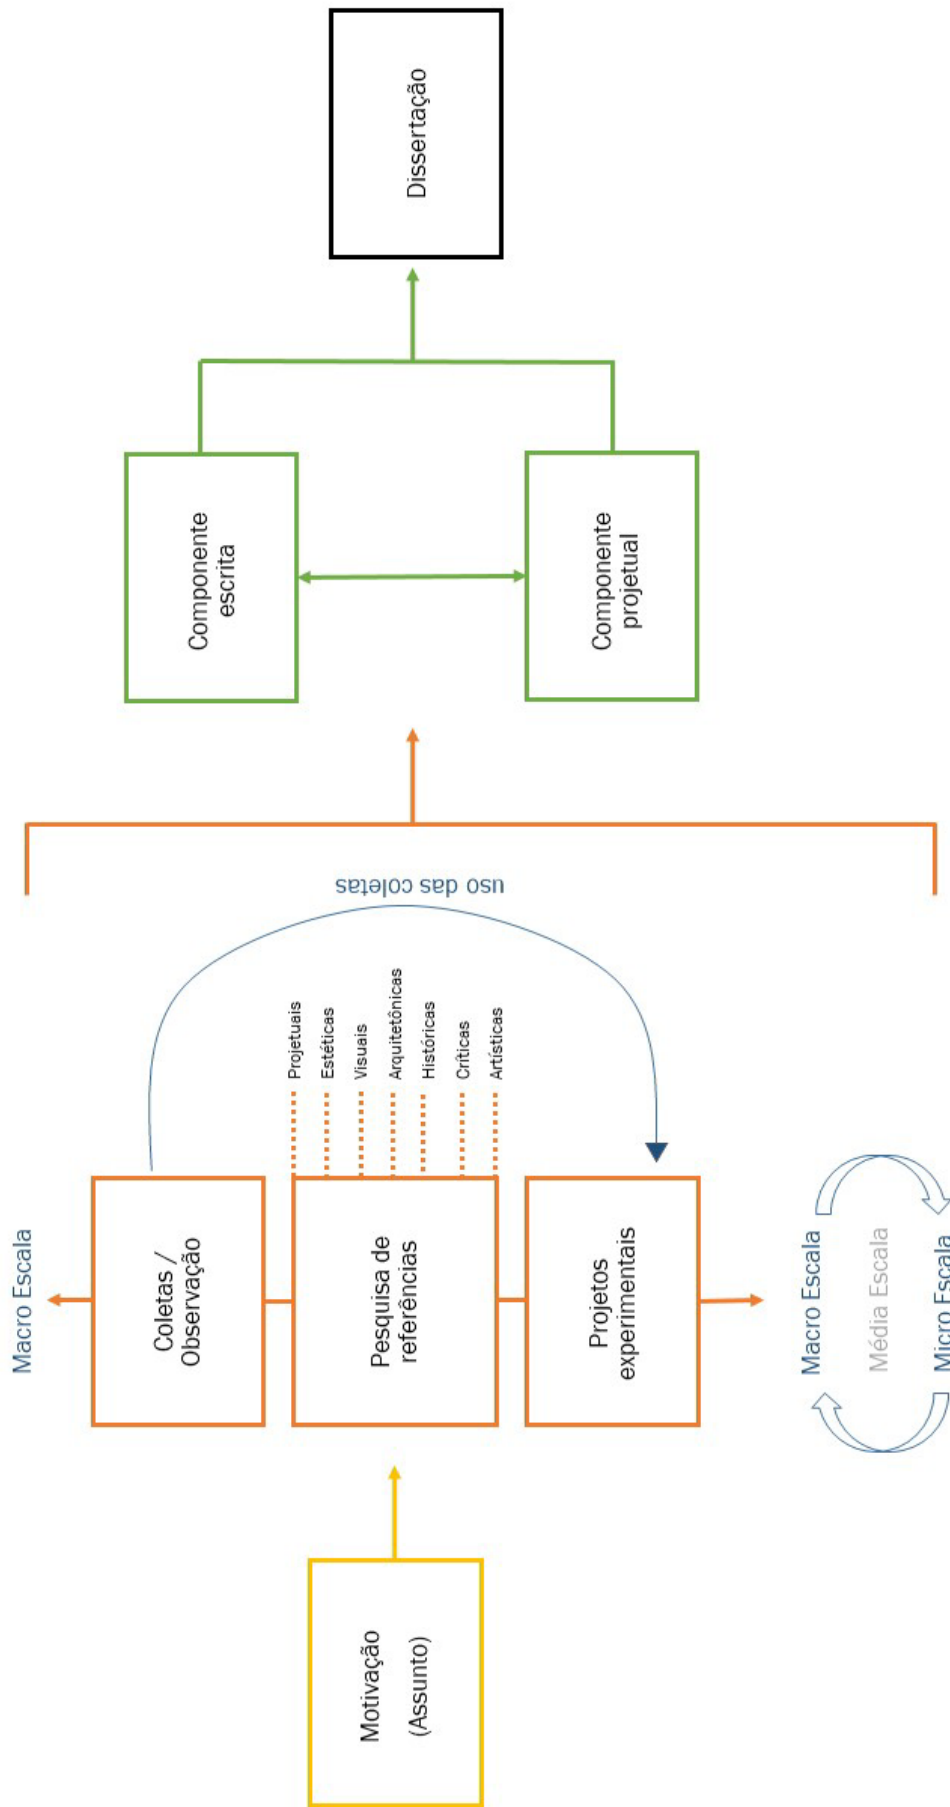 Motivação
(Assunto)
Macro Escala
Coletas /
Observação
Pesquisa de
referências
Projetos
experimentais
Macro Escala
Média Escala
Micro Escala
Projetuais
Estéticas
Visuais
Arquitetônicas
Históricas
Críticas
Artísticas
uso das coletas
Componente
escrita
Componente
projetual
Dissertação